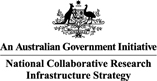 An Australian Government Initiative
National Collaborative Research
Infrastructure Strategy